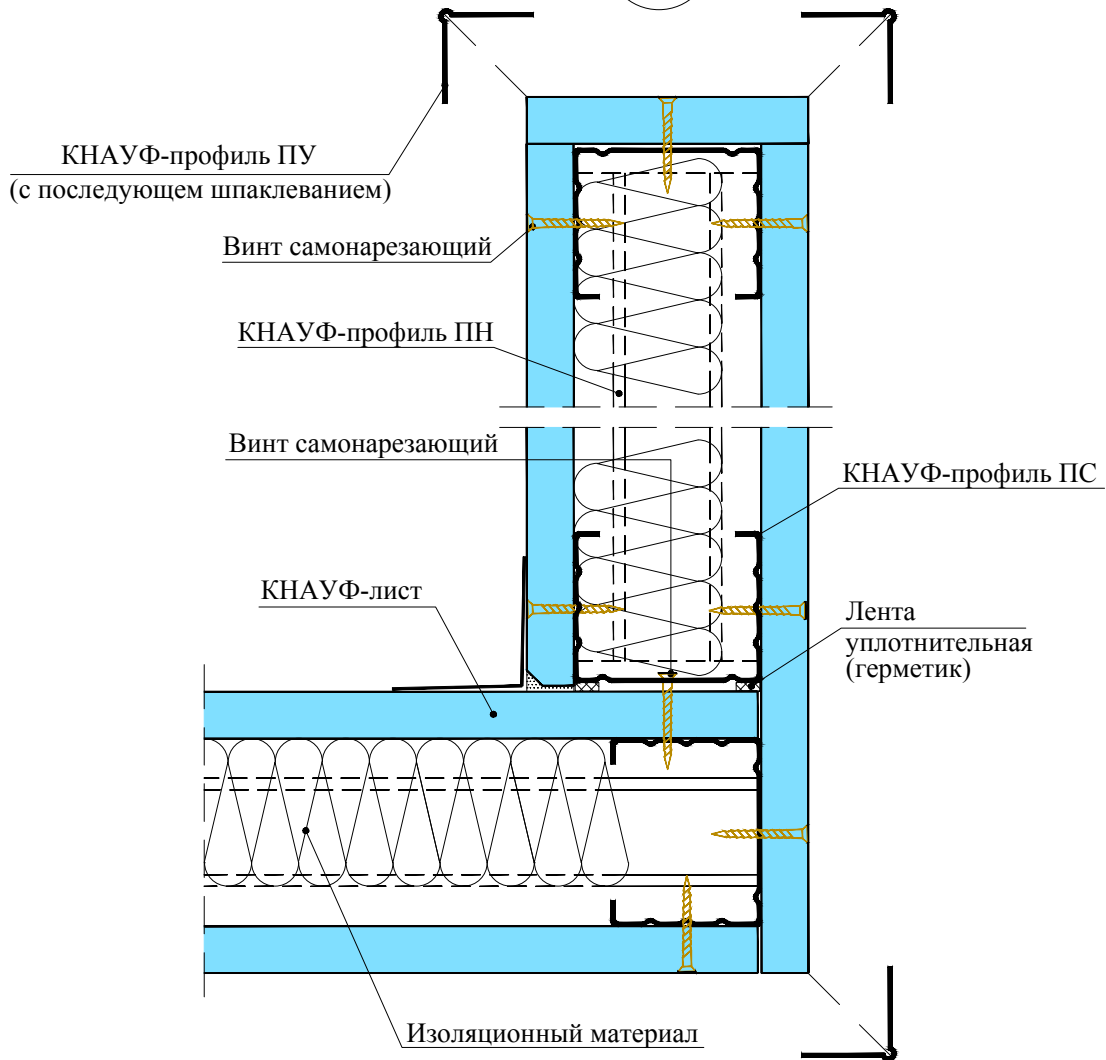 КНАУФ-профиль ПУ
(с последующем шпаклеванием)
Винт самонарезающий
КНАУФ-профиль ПН
Винт самонарезающий
КНАУФ-профиль ПС
КНАУФ-лист
Лента
уплотнительная
(герметик)
Изоляционный материал